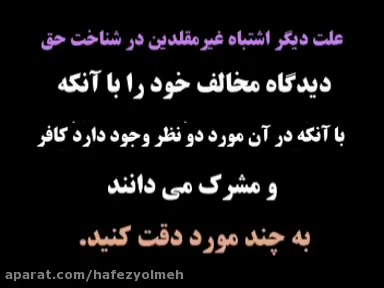 علت دیگر اشتباه غیرمقلدین در شناخت حق
دیدگاه مخالف خود را با آنکه
با آنکه در آن مورد دو نظر وجود دارد کافر
و مشرک می دانند
به چند مورد دقت کنید.
aparat.com/hafezyolmeh